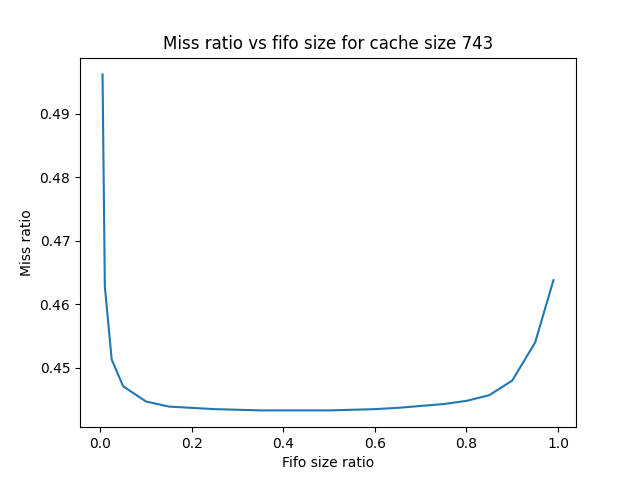 Miss ratio vs fifo size for cache size 743
0.49
0.48
0.47
0.46
0.45
Miss ratio
0.0 0.2 0.4 0.6 0.8 1.0
Fifo size ratio